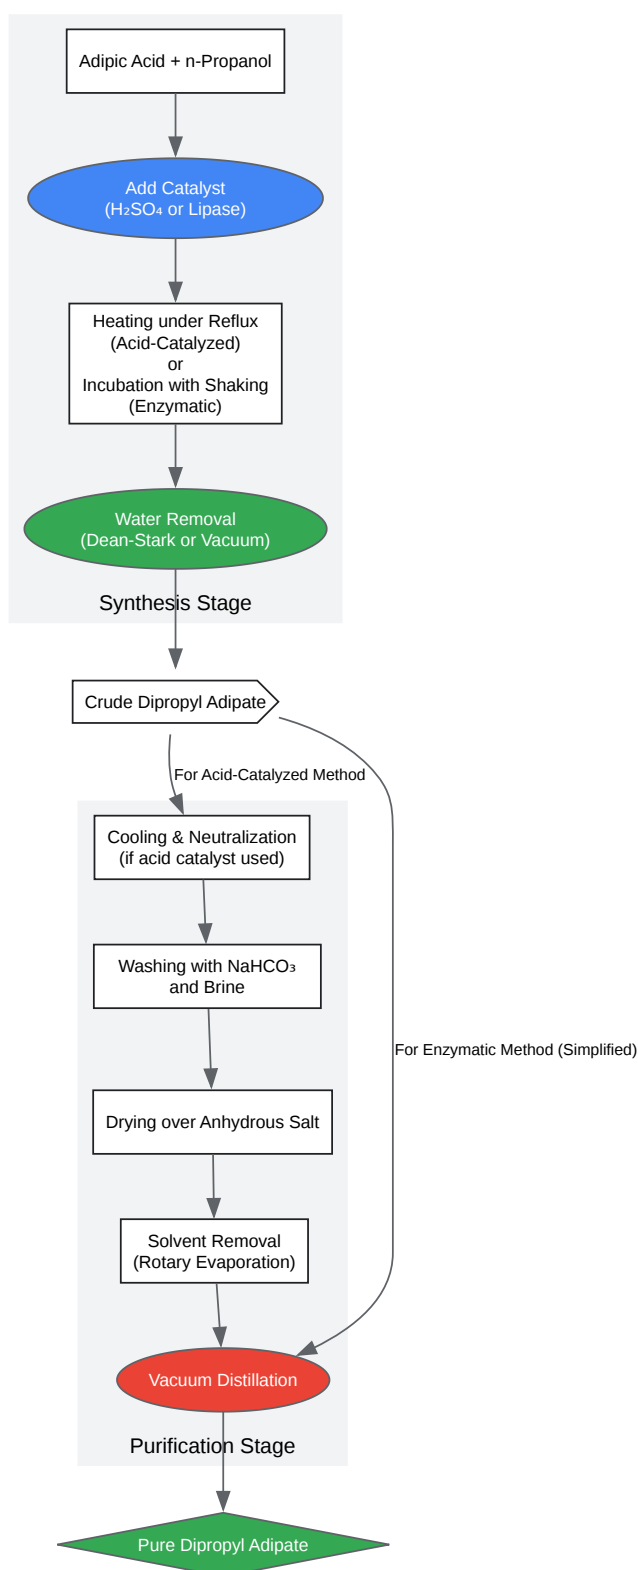 Adipic Acid + n-Propanol
Add Catalyst
(H₂SO₄ or Lipase)
Heating under Reflux
(Acid-Catalyzed)
or
Incubation with Shaking
(Enzymatic)
Water Removal
(Dean-Stark or Vacuum)
Synthesis Stage
Crude Dipropyl Adipate
For Acid-Catalyzed Method
Cooling & Neutralization
(if acid catalyst used)
Washing with NaHCO₃
and Brine
For Enzymatic Method (Simplified)
Drying over Anhydrous Salt
Solvent Removal
(Rotary Evaporation)
Vacuum Distillation
Purification Stage
Pure Dipropyl Adipate